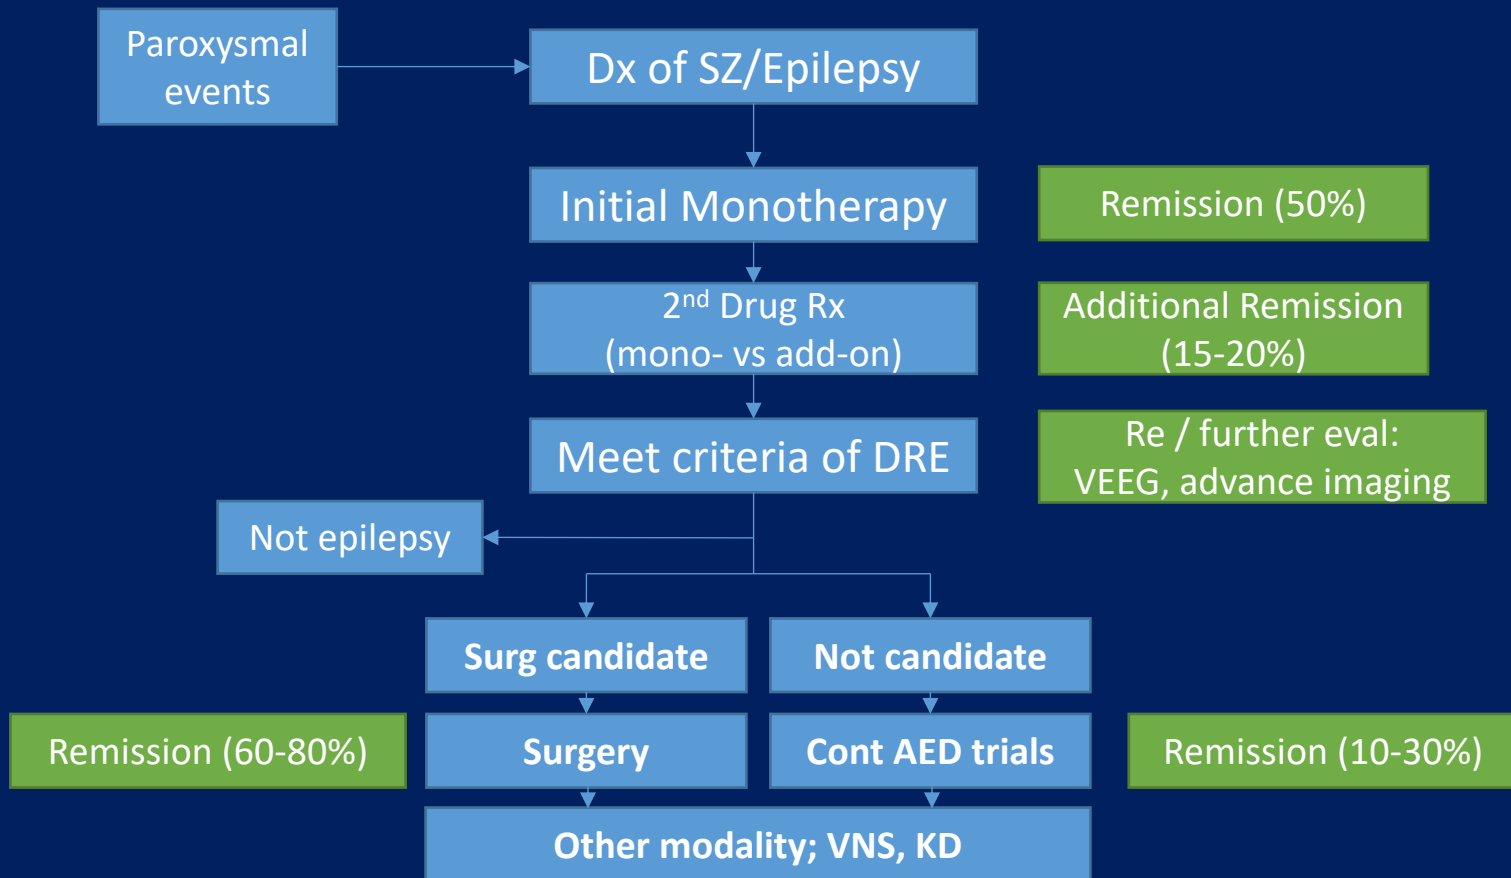 Paroxysmal
events
Dx of SZ/Epilepsy
Initial Monotherapy
Remission (50%)
2nd Drug Rx
(mono- vs add-on)
Additional Remission
(15-20%)
Meet criteria of DRE
Re / further eval:
VEEG, advance imaging
Not epilepsy
Surg candidate
Not candidate
Remission (60-80%)
Surgery
Cont AED trials
Remission (10-30%)
Other modality; VNS, KD